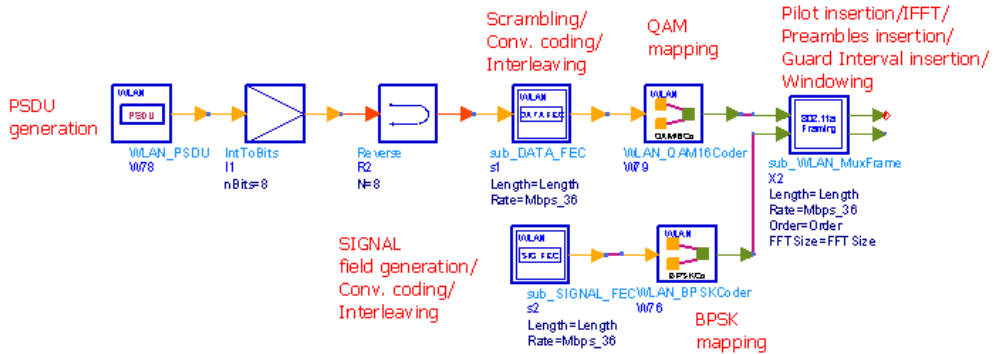 Scrambling/
Conv. coding/
Interleaving
QAM
mapping
Pilot insertion/IFFT/
Preambles insertion/
Guard Interval insertion/
Windowing
PSDU
generation
WLAN
PSDU
WLAN_PSDU
W78
IntToBits
I1
nBits=8
Reverse
R2
N=8
WLAN
DATA FEC
sub_DATA_FEC
s1
Length=Length
Rate=Mbps_36
WLAN
QAM16Co
WLAN_QAM16Coder
W79
802.11a
Framing
sub_WLAN_MuxFrame
X2
Length=Length
Rate=Mbps_36
Order=Order
FFTSize=FFTSize
SIGNAL
field generation/
Conv. coding/
Interleaving
WLAN
SIG FEC
sub_SIGNAL_FEC
s2
Length=Length
Rate=Mbps_36
WLAN
BPSKCo
WLAN_BPSKCoder
W76
BPSK
mapping